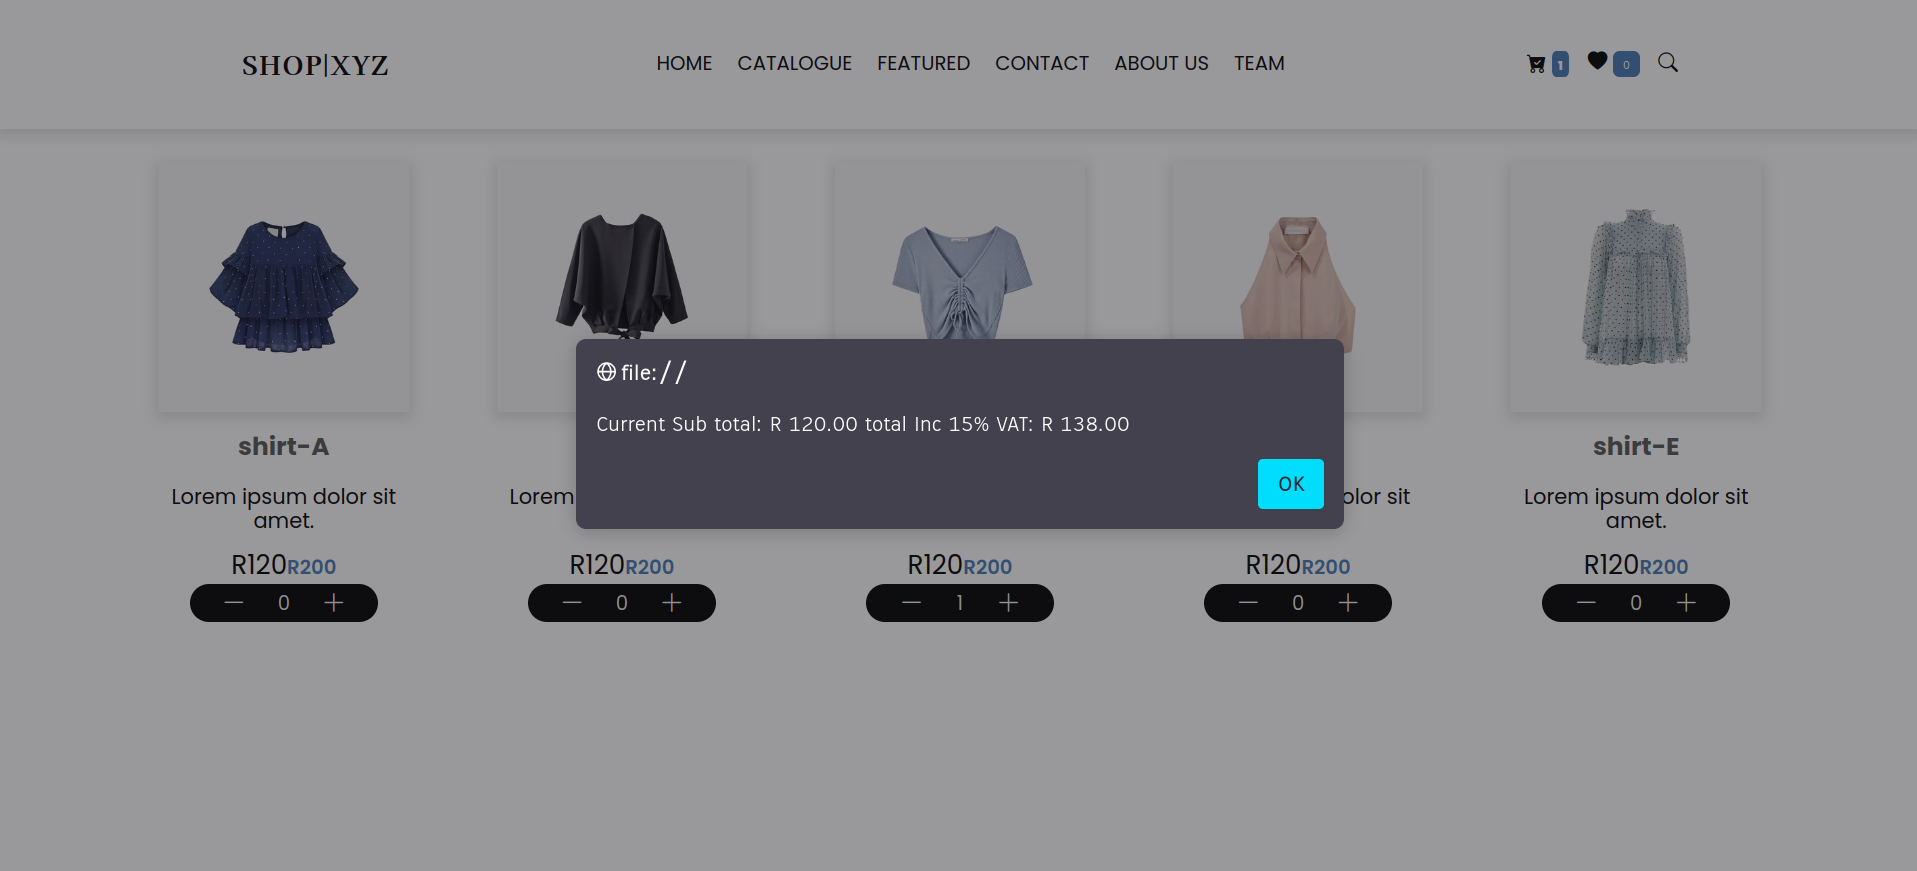 SHOP|XYZ
HOME CATALOGUE FEATURED CONTACT ABOUT US TEAM
1 0
file://
Current Sub total: R 120.00 total Inc 15% VAT: R 138.00
OK
shirt-A
Lorem ipsum dolor sit
amet.
R120R200
0
Lorem
R120R200
0
R120R200
1
olor sit
R120R200
0
shirt-E
Lorem ipsum dolor sit
amet.
R120R200
0